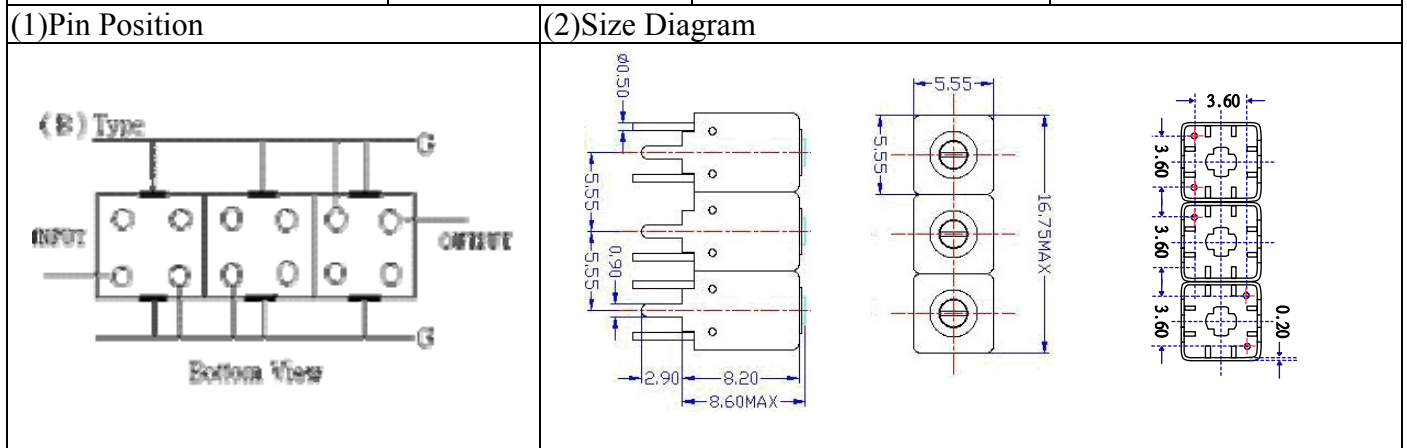 (1)Pin Position
(2)Size Diagram
(B) Type
G
INPUT
OUTPUT
G
Bottom View
Ø0.50
5.55
5.55
0.90
2.90
8.20
8.60MAX
5.55
5.55
16.75MAX
3.60
3.60
3.60
3.60
0.20